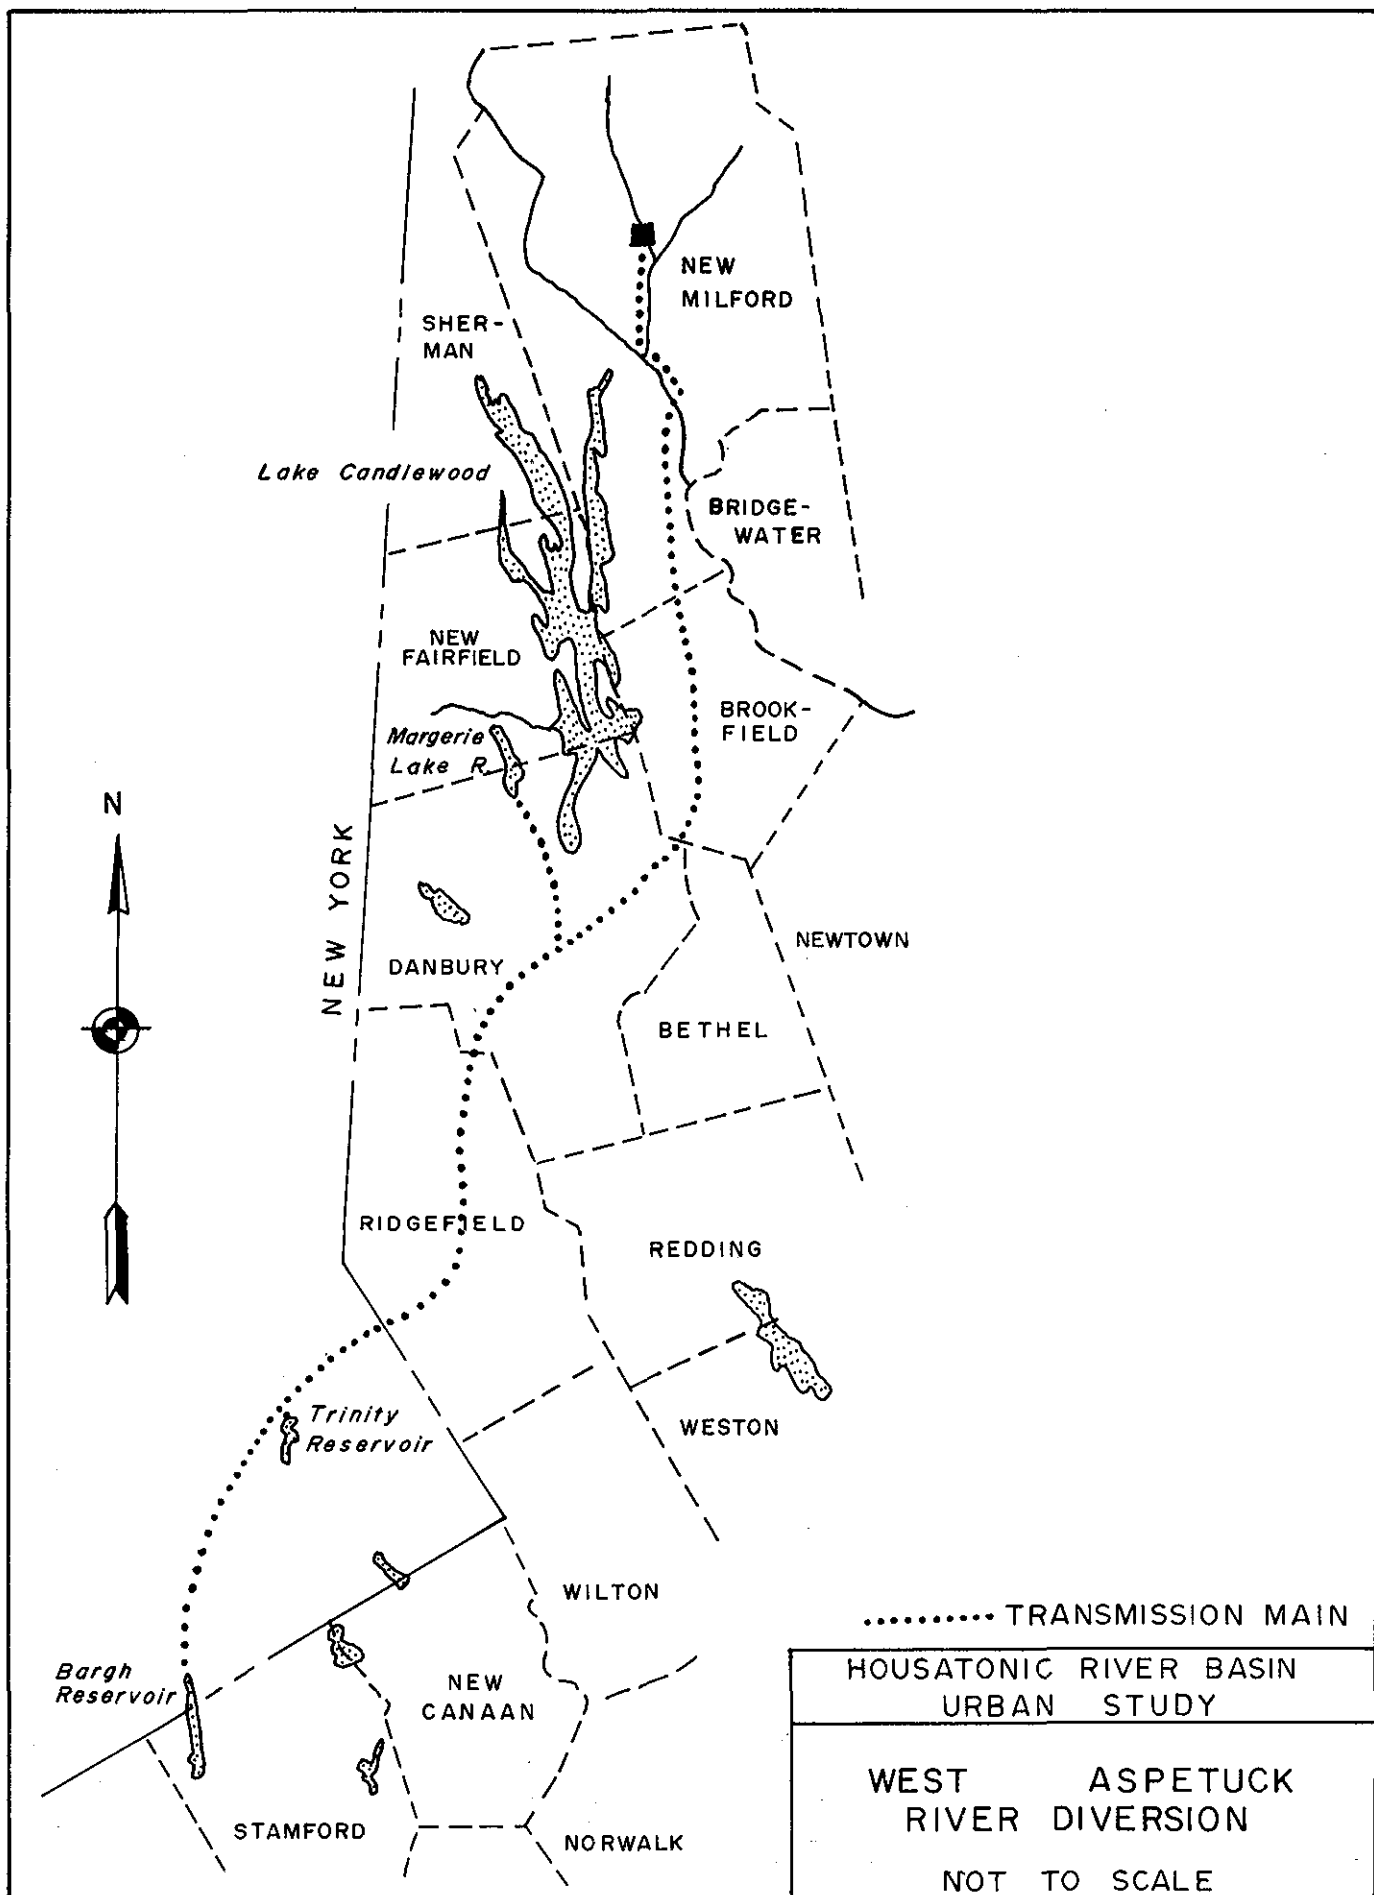 NEW
MILFORD
SHER-
MAN
Lake Candlewood
BRIDGE-
WATER
NEW
FAIRFIELD
BROOK-
FIELD
Margerie
Lake R.
N
NEW YORK
DANBURY
NEWTOWN
BETHEL
RIDGEFIELD
REDDING
Trinity
Reservoir
WESTON
WILTON
TRANSMISSION MAIN
Bargh
Reservoir
NEW
CANAAN
STAMFORD
NORWALK
HOUSATONIC RIVER BASIN
URBAN STUDY
WEST ASPETUCK
RIVER DIVERSION
NOT TO SCALE